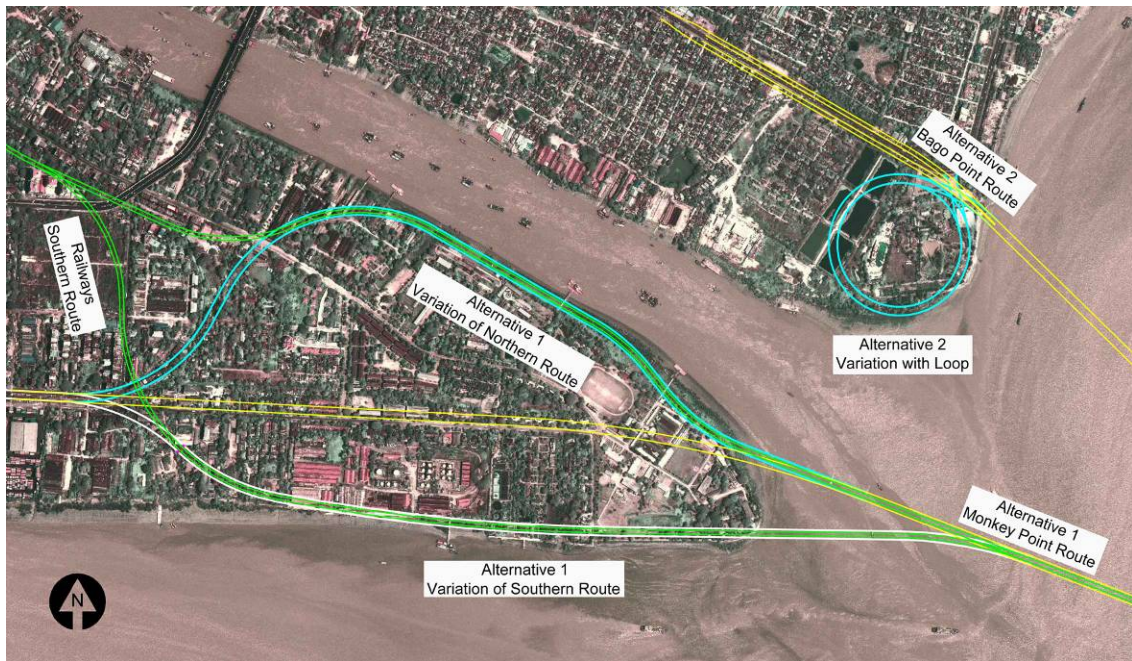 Alternative 2
Bago Point Route
Railways
Southern Route
Alternative 1
Variation of Northern Route
Alternative 2
Variation with Loop
Alternative 1
Monkey Point Route
Alternative 1
Variation of Southern Route
N